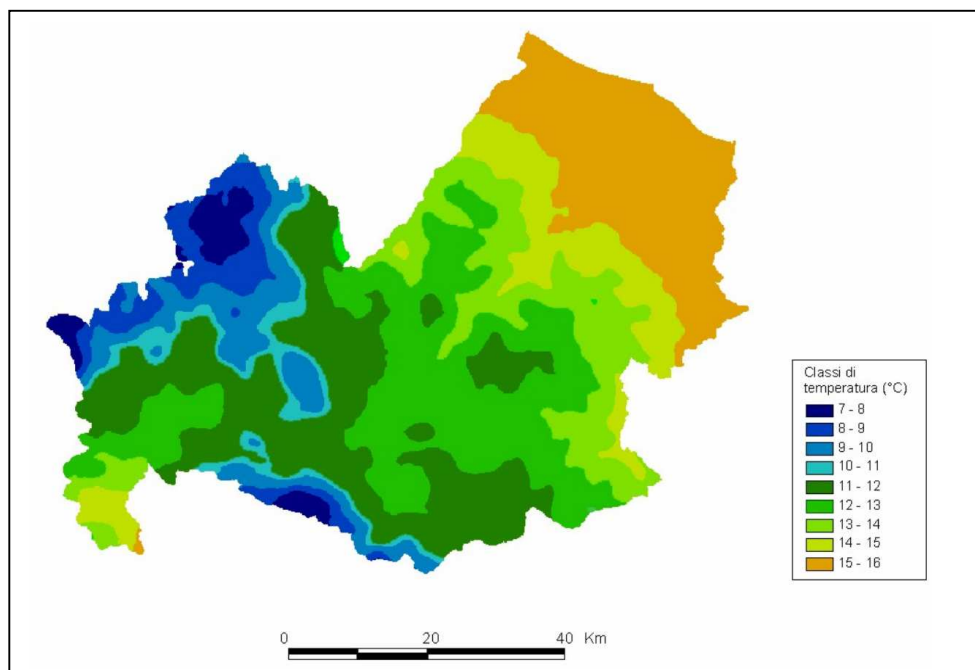 Classi di
temperatura (°C)
7 - 8
8 - 9
9 - 10
10 - 11
11 - 12
12 - 13
13 - 14
14 - 15
15 - 16
0 20 40 Km